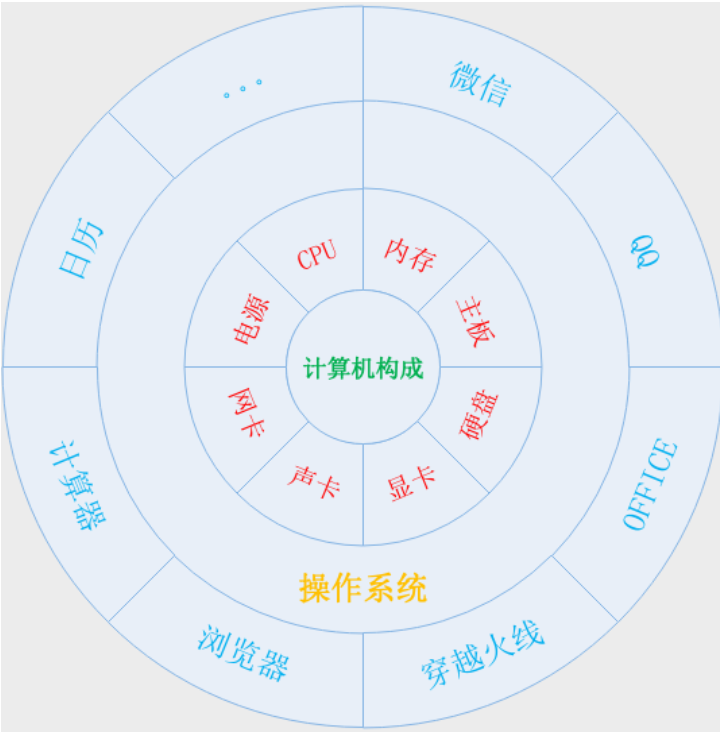 。。。
微信
日历
QQ
CPU
内存
电源
主板
计算机构成
网卡
硬盘
声卡
显卡
计算器
OFFICE
操作系统
浏览器
穿越火线